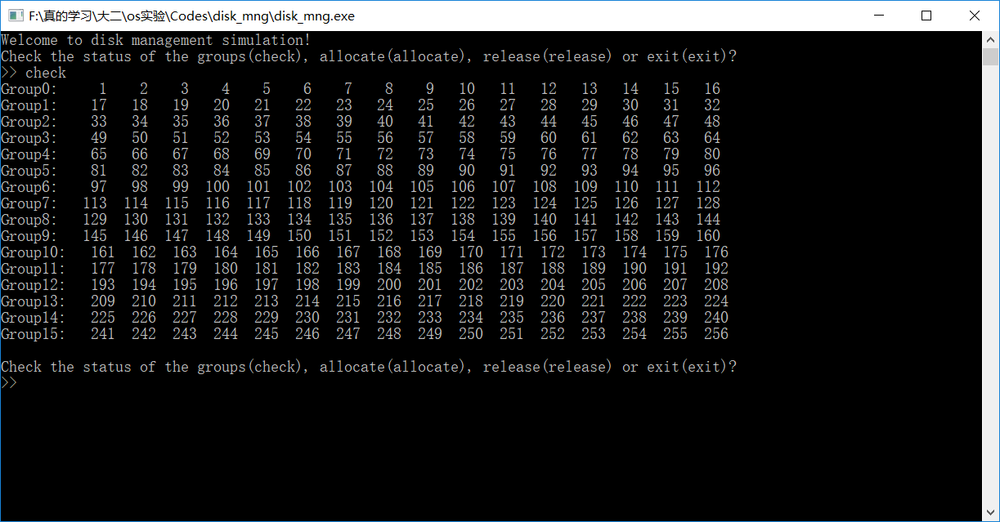 F:\真的学习\大二\os实验\Codes\disk_mng\disk_mng.exe
Welcome to disk management simulation!
Check the status of the groups(check), allocate(allocate), release(release) or exit(exit)?
>> check
Group0: 1 2 3 4 5 6 7 8 9 10 11 12 13 14 15 16
Group1: 17 18 19 20 21 22 23 24 25 26 27 28 29 30 31 32
Group2: 33 34 35 36 37 38 39 40 41 42 43 44 45 46 47 48
Group3: 49 50 51 52 53 54 55 56 57 58 59 60 61 62 63 64
Group4: 65 66 67 68 69 70 71 72 73 74 75 76 77 78 79 80
Group5: 81 82 83 84 85 86 87 88 89 90 91 92 93 94 95 96
Group6: 97 98 99 100 101 102 103 104 105 106 107 108 109 110 111 112
Group7: 113 114 115 116 117 118 119 120 121 122 123 124 125 126 127 128
Group8: 129 130 131 132 133 134 135 136 137 138 139 140 141 142 143 144
Group9: 145 146 147 148 149 150 151 152 153 154 155 156 157 158 159 160
Group10: 161 162 163 164 165 166 167 168 169 170 171 172 173 174 175 176
Group11: 177 178 179 180 181 182 183 184 185 186 187 188 189 190 191 192
Group12: 193 194 195 196 197 198 199 200 201 202 203 204 205 206 207 208
Group13: 209 210 211 212 213 214 215 216 217 218 219 220 221 222 223 224
Group14: 225 226 227 228 229 230 231 232 233 234 235 236 237 238 239 240
Group15: 241 242 243 244 245 246 247 248 249 250 251 252 253 254 255 256
Check the status of the groups(check), allocate(allocate), release(release) or exit(exit)?
>>